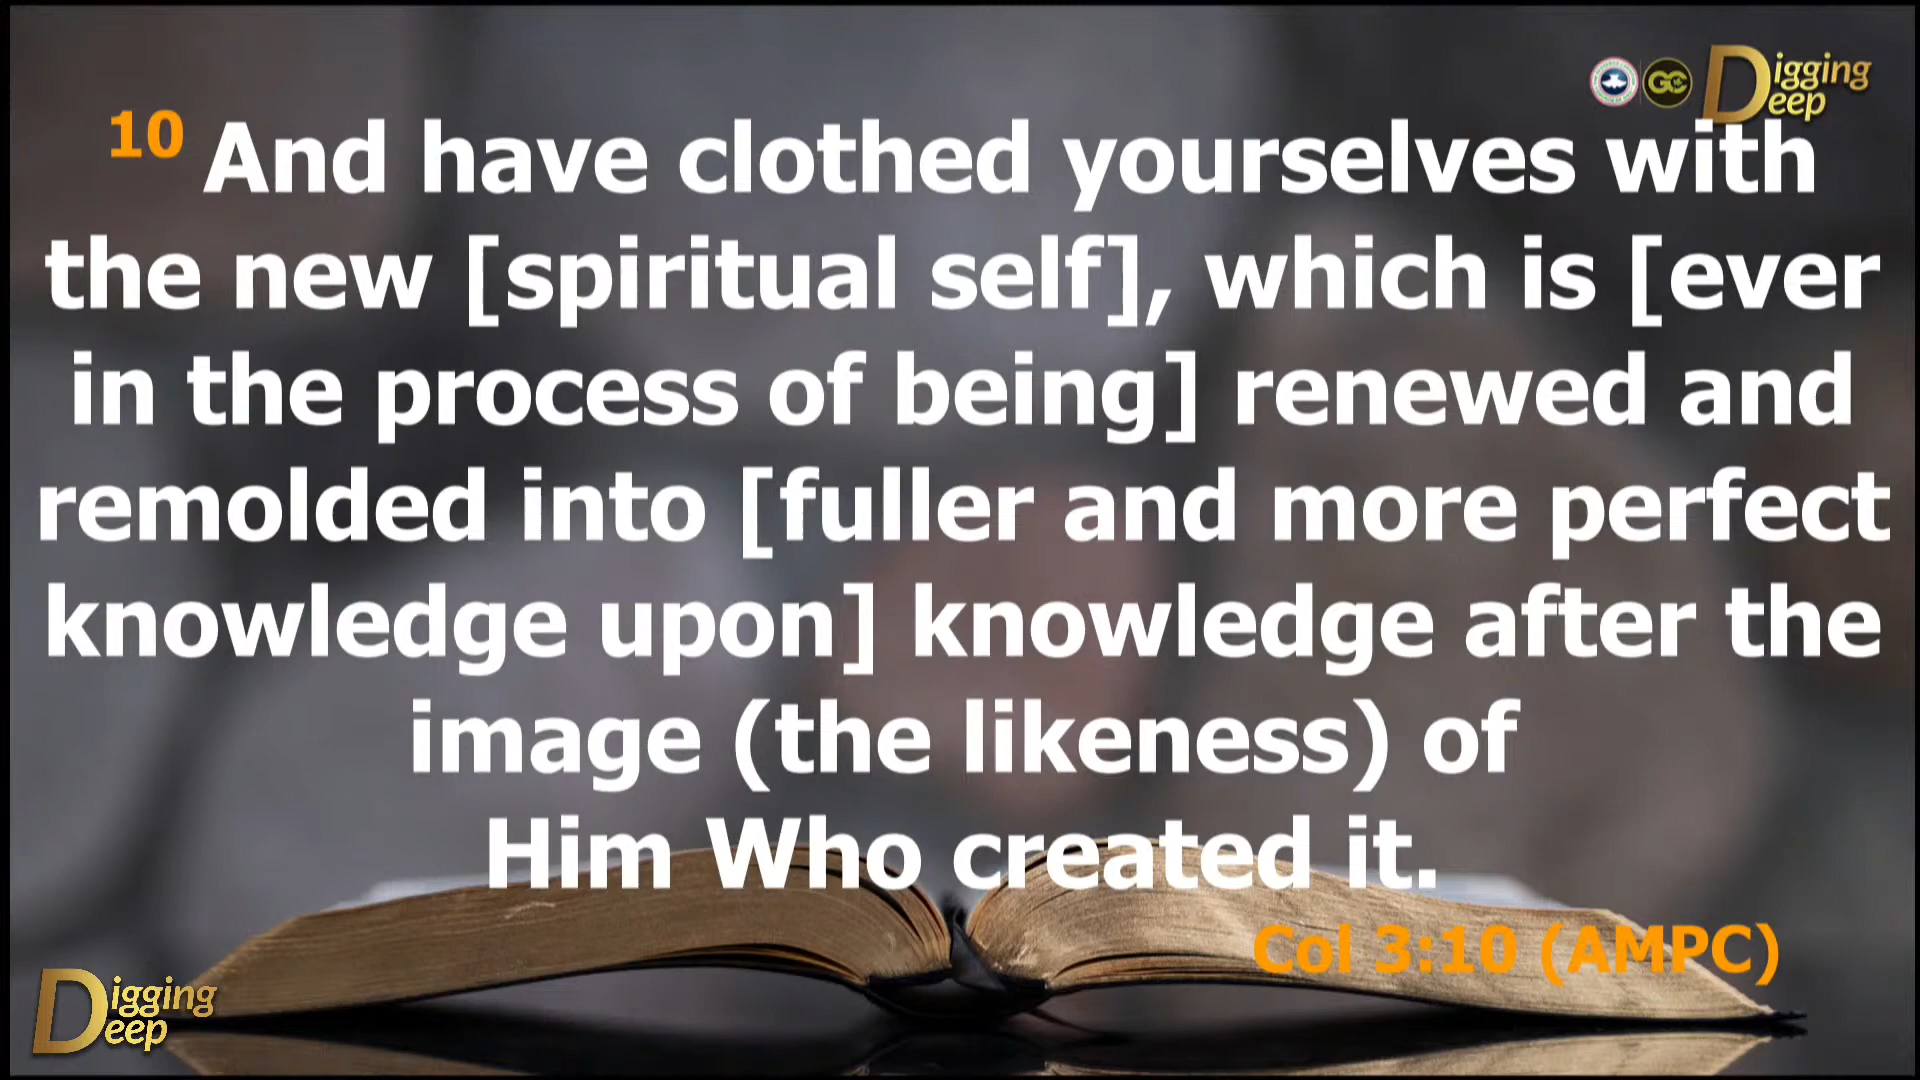 Digging
Deep
GC
10 And have clothed yourselves with
the new [spiritual self], which is [ever
in the process of being] renewed and
remolded into [fuller and more perfect
knowledge upon] knowledge after the
image (the likeness) of
Him Who created it.
Col 3:10 (AMPC)
Digging
Deep